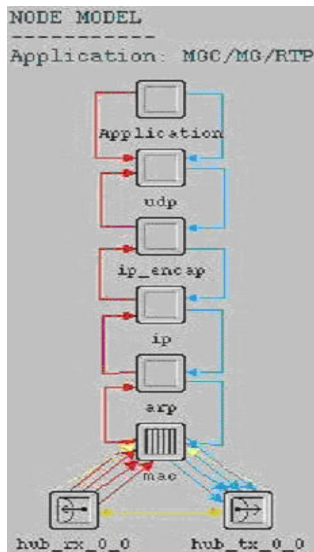 NODE MODEL
-----------
Application: MGC/MG/RTP
Application
udp
ip_encap
ip
arp
mac
hub_rx_0_0
hub_tx_0_0